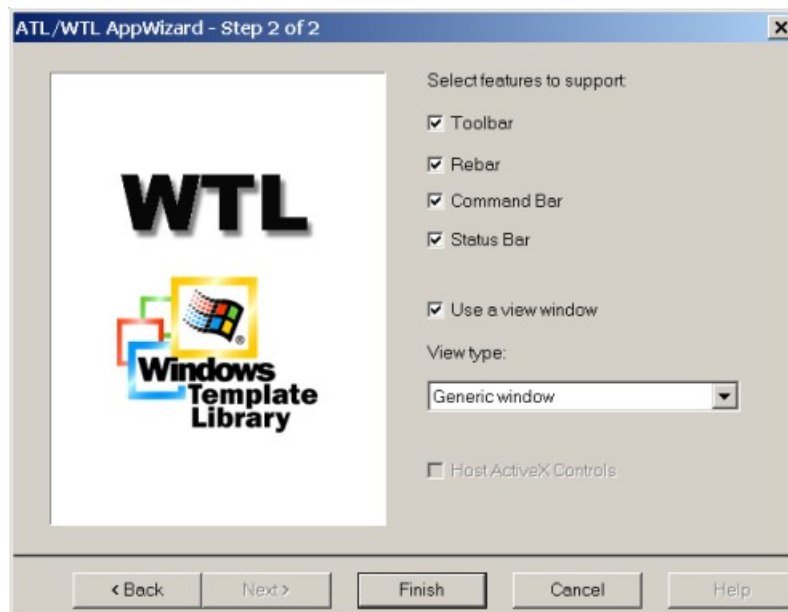 ATL/WTL AppWizard - Step 2 of 2
Select features to support:
Toolbar
Rebar
Command Bar
Status Bar
Use a view window
View type:
Generic window
Host ActiveX Controls
WTL
Windows
Template
Library
< Back
Next >
Finish
Cancel
Help